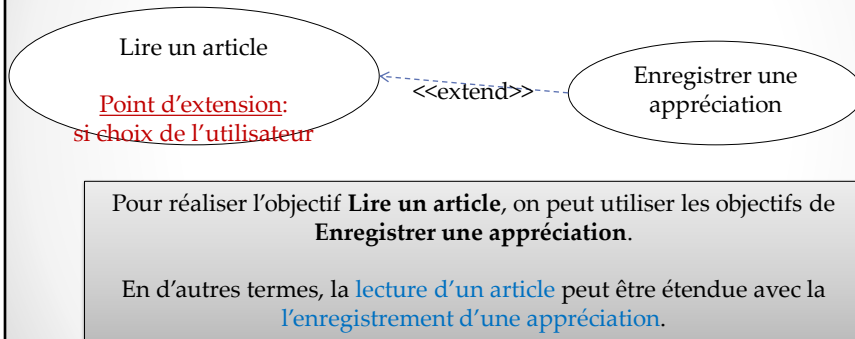 Lire un article
Point d'extension:
si choix de l'utilisateur
<<extend>>
Enregistrer une
appréciation
Pour réaliser l'objectif Lire un article, on peut utiliser les objectifs de
Enregistrer une appréciation.
En d'autres termes, la lecture d'un article peut être étendue avec la
l'enregistrement d'une appréciation.